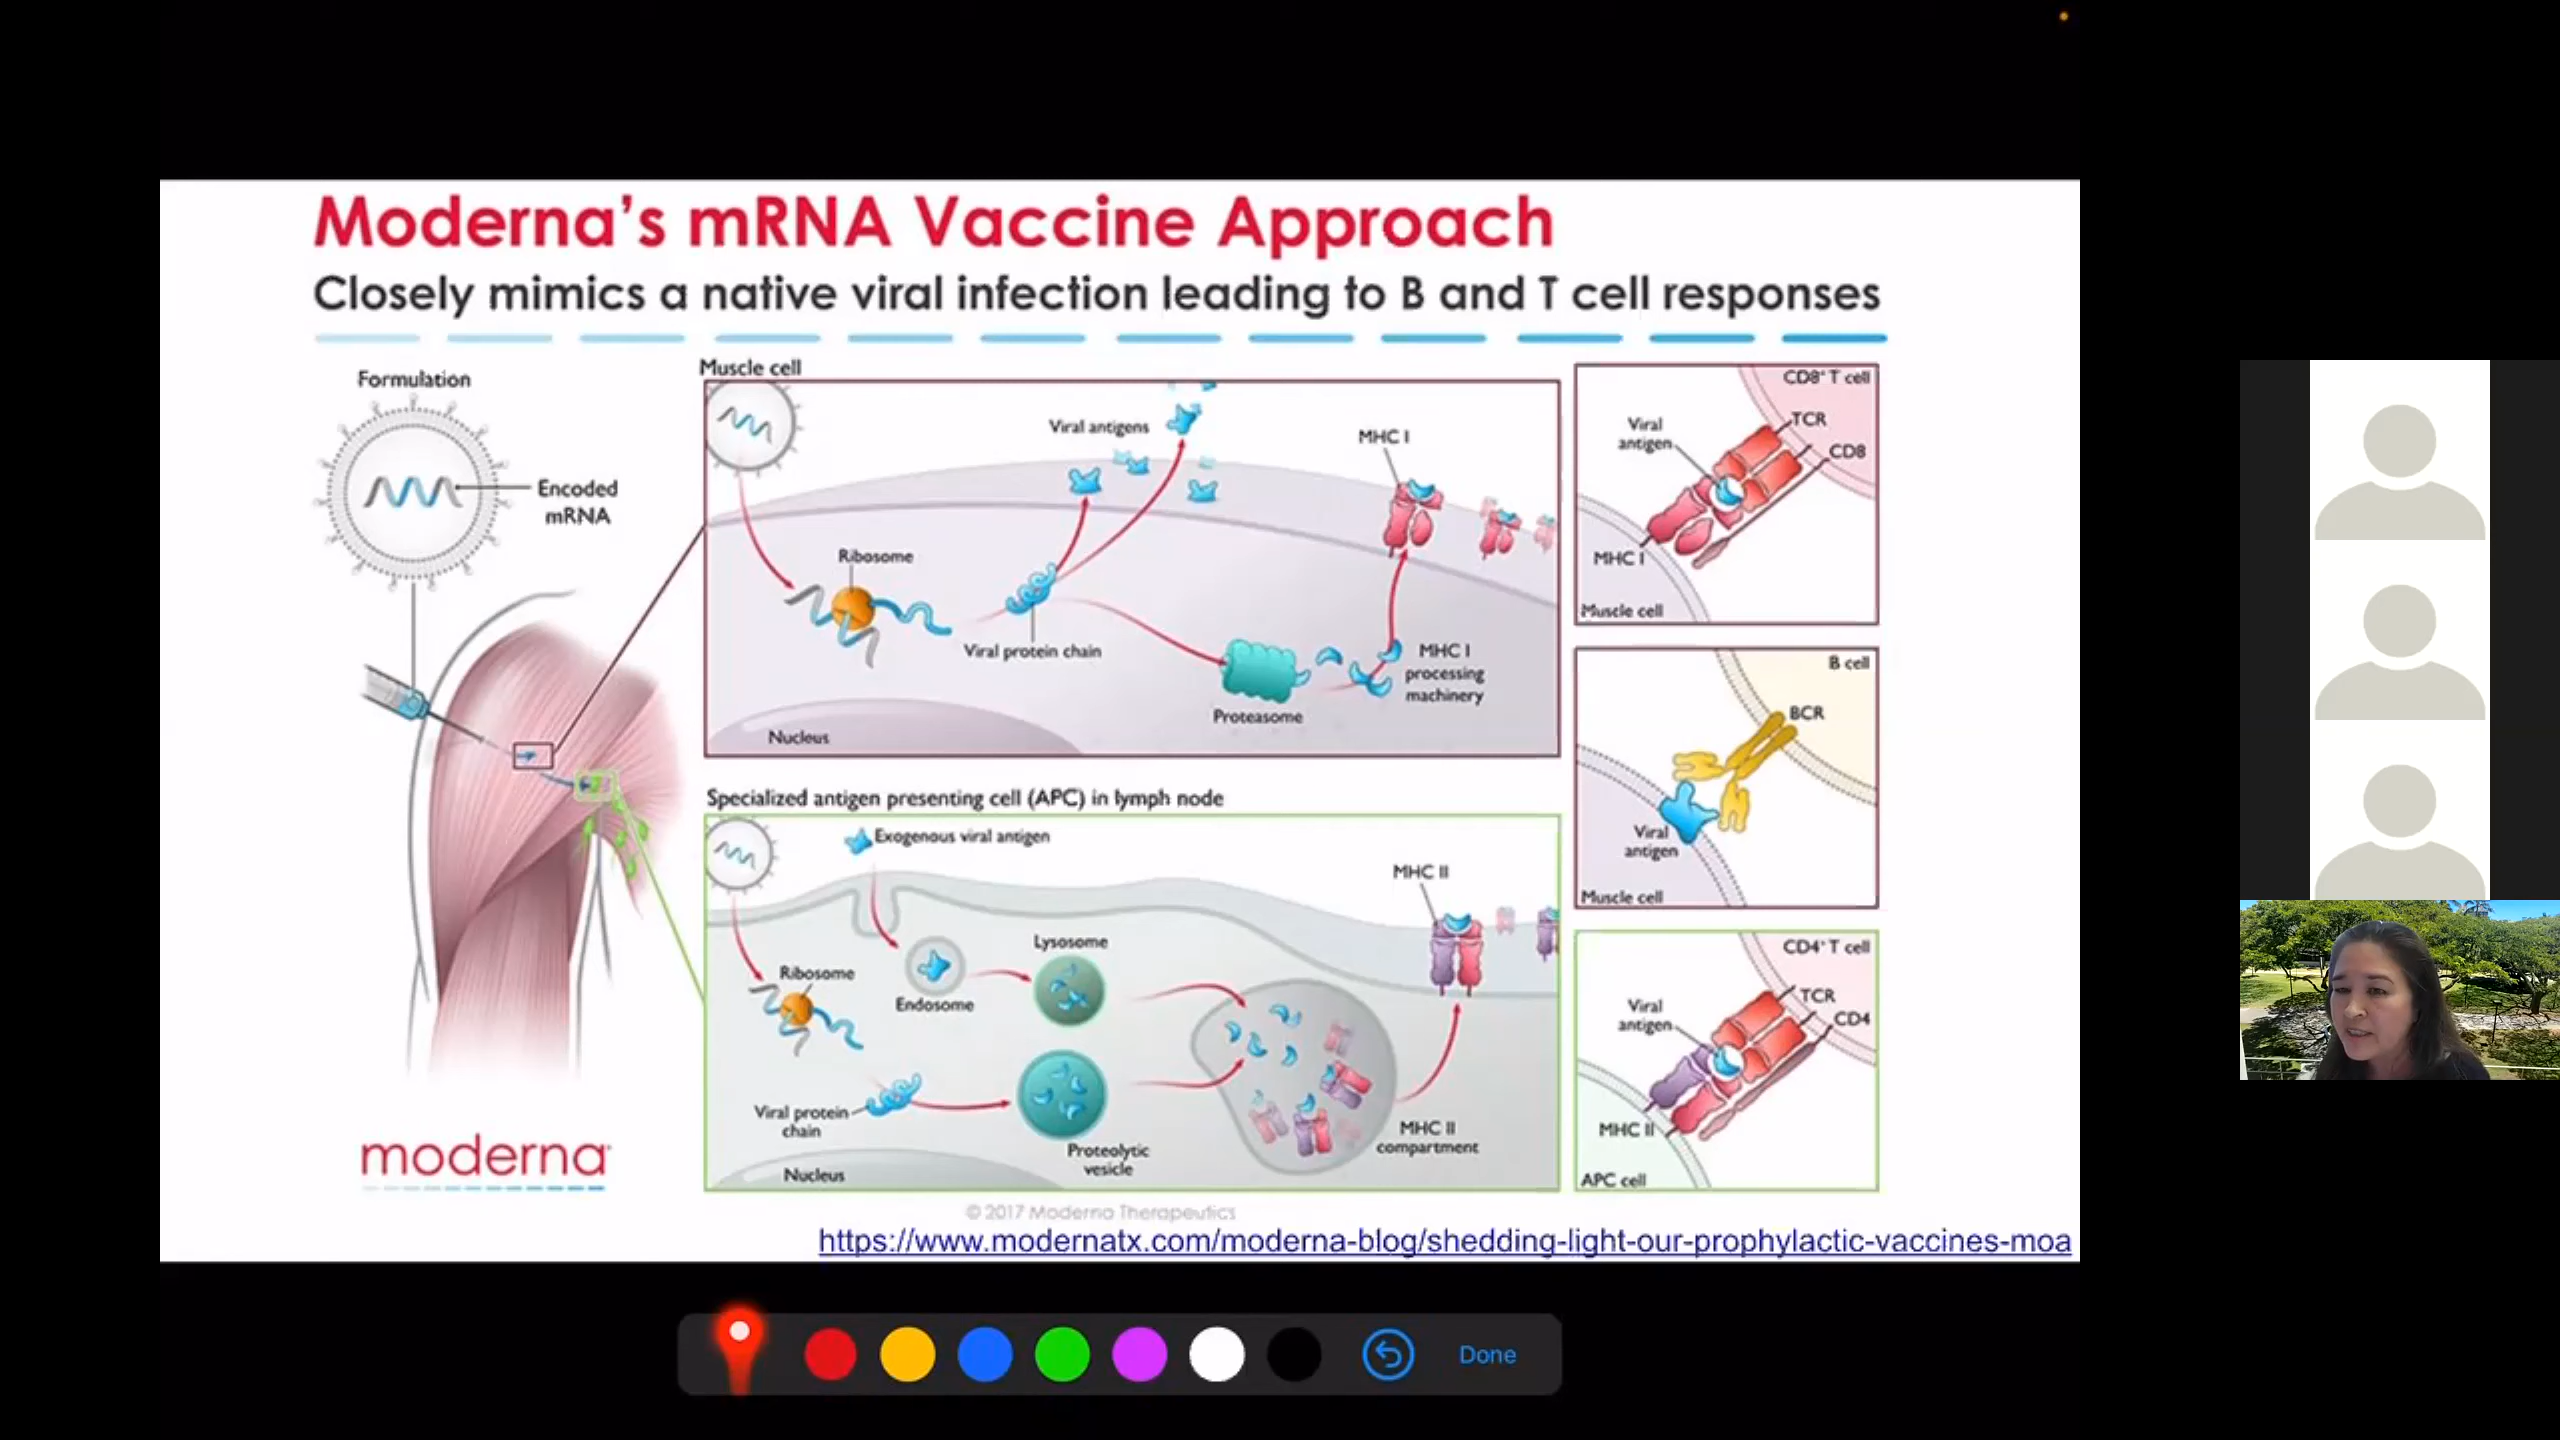 Moderna's mRNA Vaccine Approach
Closely mimics a native viral infection leading to B and T cell responses
Formulation
Encoded
mRNA
Muscle cell
Viral antigens
MHC I
Ribosome
Viral protein chain
Proteasome
MHC I
processing
machinery
Nucleus
CD8+ T cell
Viral
antigen
TCR
CD8
MHC I
Muscle cell
B cell
BCR
Viral
antigen
Muscle cell
Specialized antigen presenting cell (APC) in lymph node
Exogenous viral antigen
MHC II
Lysosome
Ribosome
Endosome
Viral protein
chain
Proteolytic
vesicle
MHC II
compartment
Nucleus
CD4+ T cell
Viral
antigen
TCR
CD4
MHC II
APC cell
moderna
© 2017 Moderna Therapeutics
https://www.modernatx.com/moderna-blog/shedding-light-our-prophylactic-vaccines-moa
Done